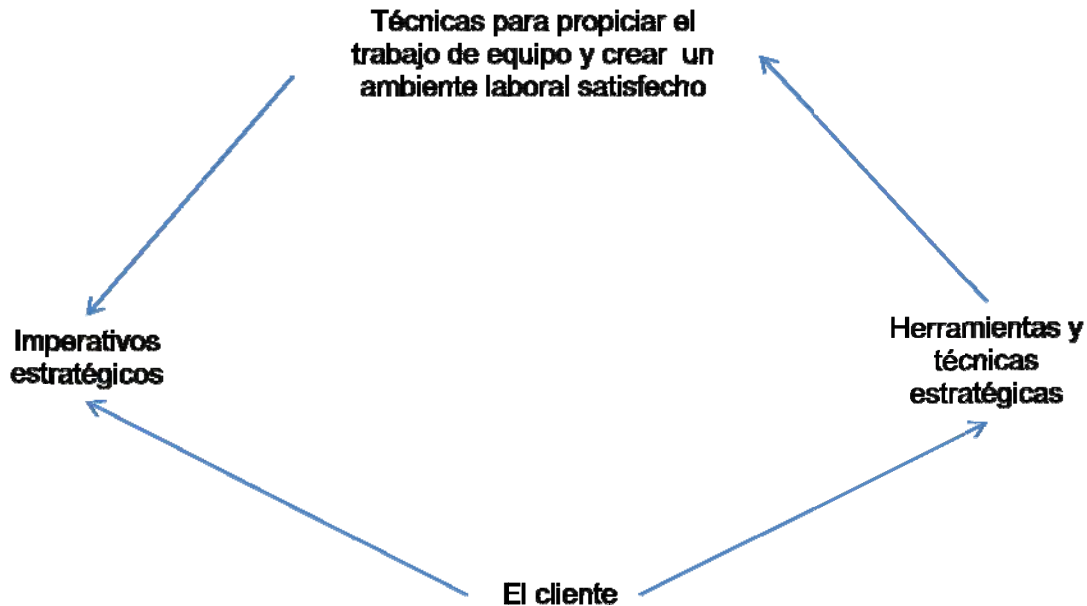 Técnicas para propiciar el
trabajo de equipo y crear un
ambiente laboral satisfecho
Imperativos
estratégicos
Herramientas y
técnicas
estratégicas
El cliente